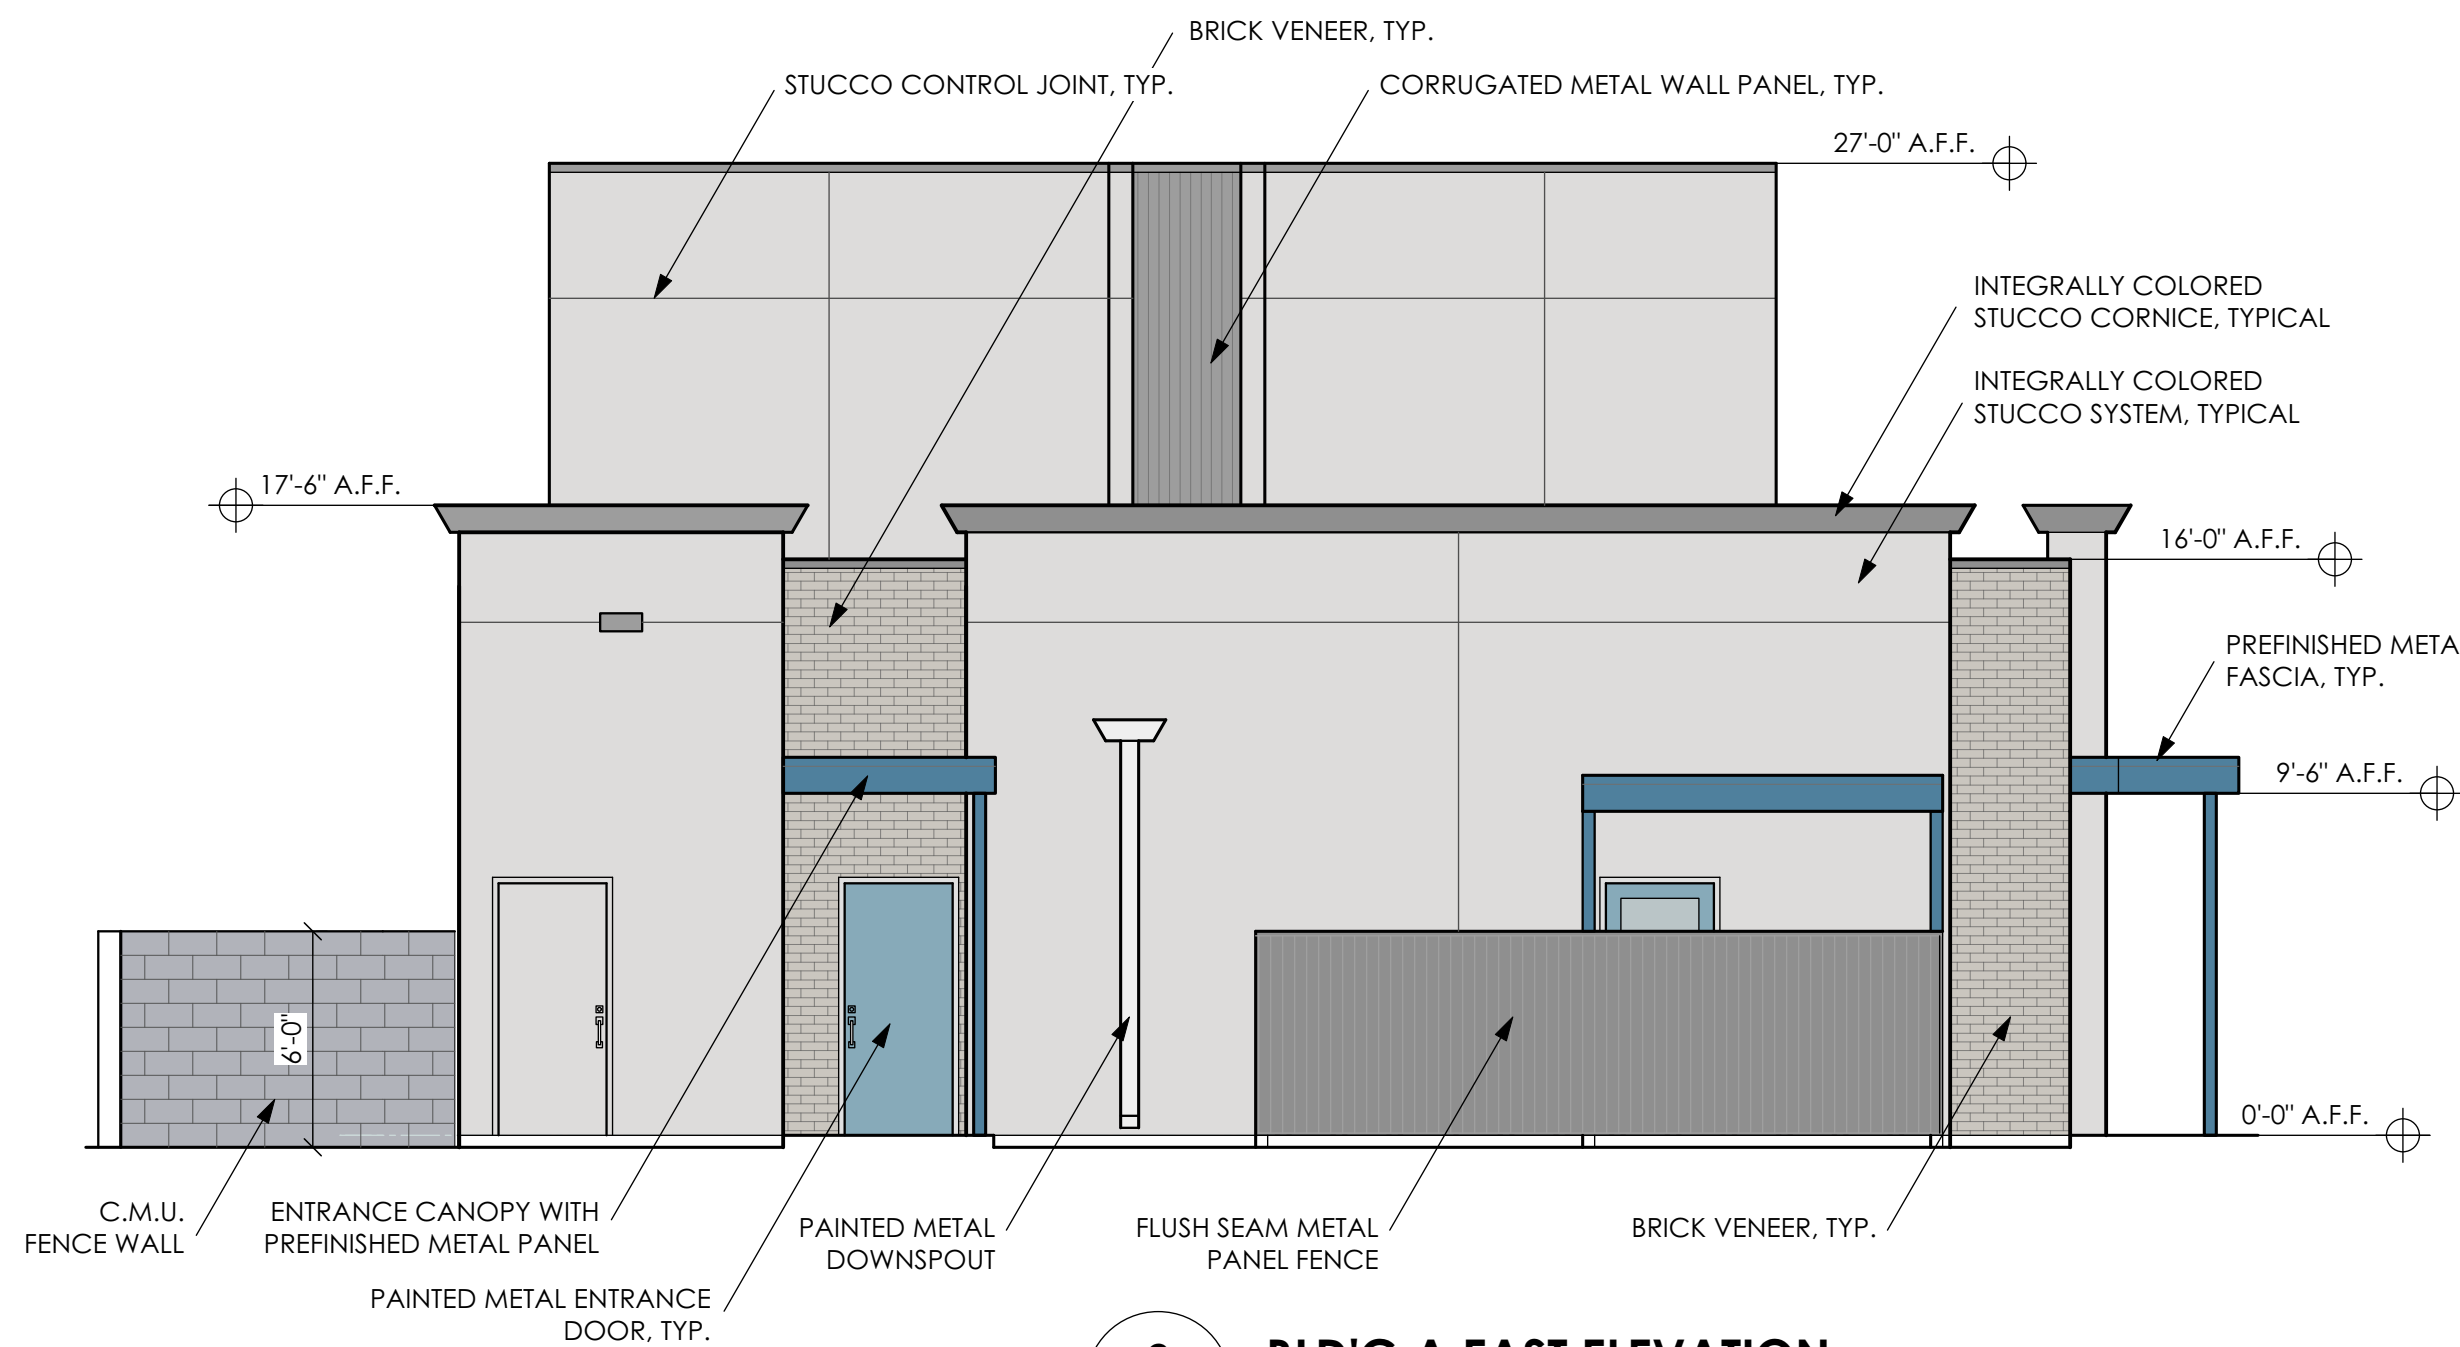 BRICK VENEER, TYP.
STUCCO CONTROL JOINT, TYP.
CORRUGATED METAL WALL PANEL, TYP.
27'-0" A.F.F.
INTEGRALLY COLORED
STUCCO CORNICE, TYPICAL
INTEGRALLY COLORED
STUCCO SYSTEM, TYPICAL
17'-6" A.F.F.
16'-0" A.F.F.
PREFINISHED META
FASCIA, TYP.
9'-6" A.F.F.
6'-0"
0'-0" A.F.F.
C.M.U.
FENCE WALL
ENTRANCE CANOPY WITH
PREFINISHED METAL PANEL
PAINTED METAL
DOWNSPOUT
FLUSH SEAM METAL
PANEL FENCE
BRICK VENEER, TYP.
PAINTED METAL ENTRANCE
DOOR, TYP.
BLD'G-A EAST ELEVATION